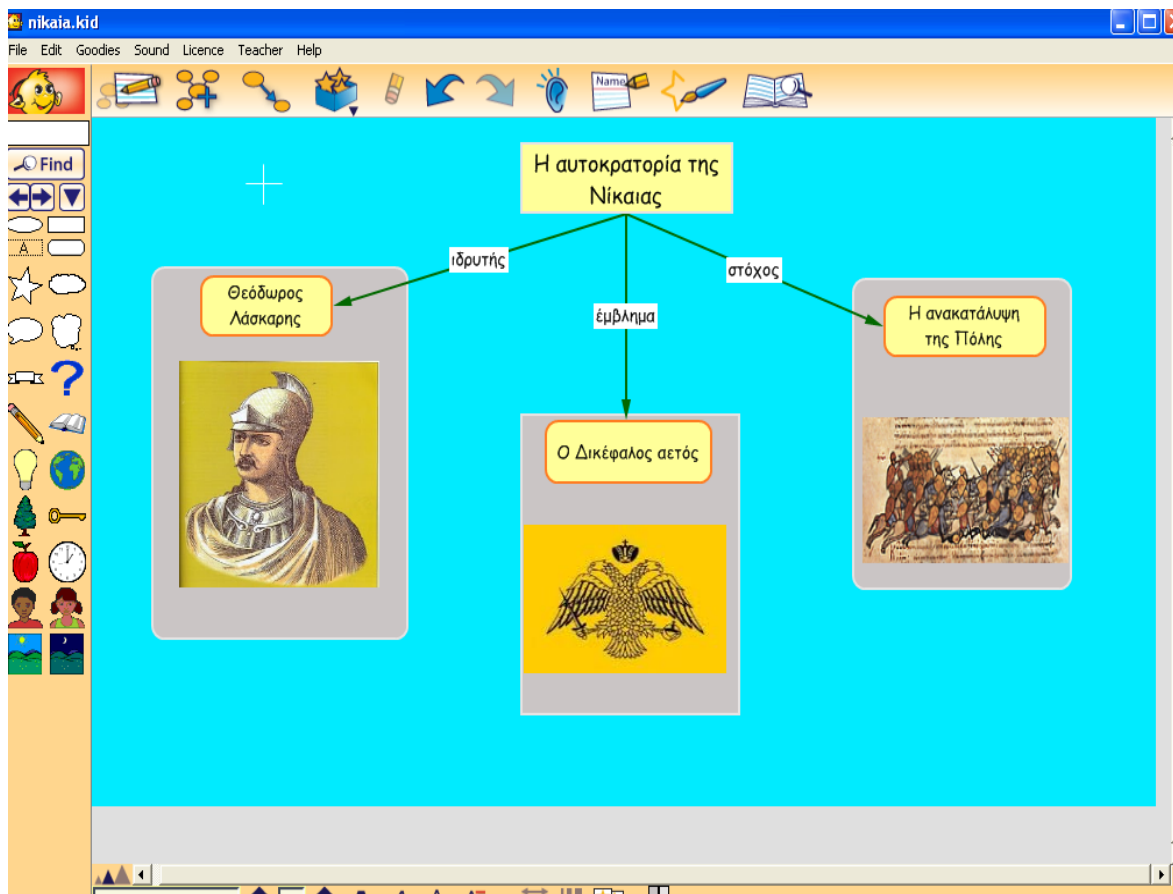 nikaia.kid
File Edit Goodies Sound Licence Teacher Help
Name
Find
A
Η αυτοκρατορία της
Νίκαιας
ιδρυτής
στόχος
έμβλημα
Θεόδωρος
Λάσκαρης
Η ανακατάλυψη
της Πόλης
Ο Δικέφαλος αετός